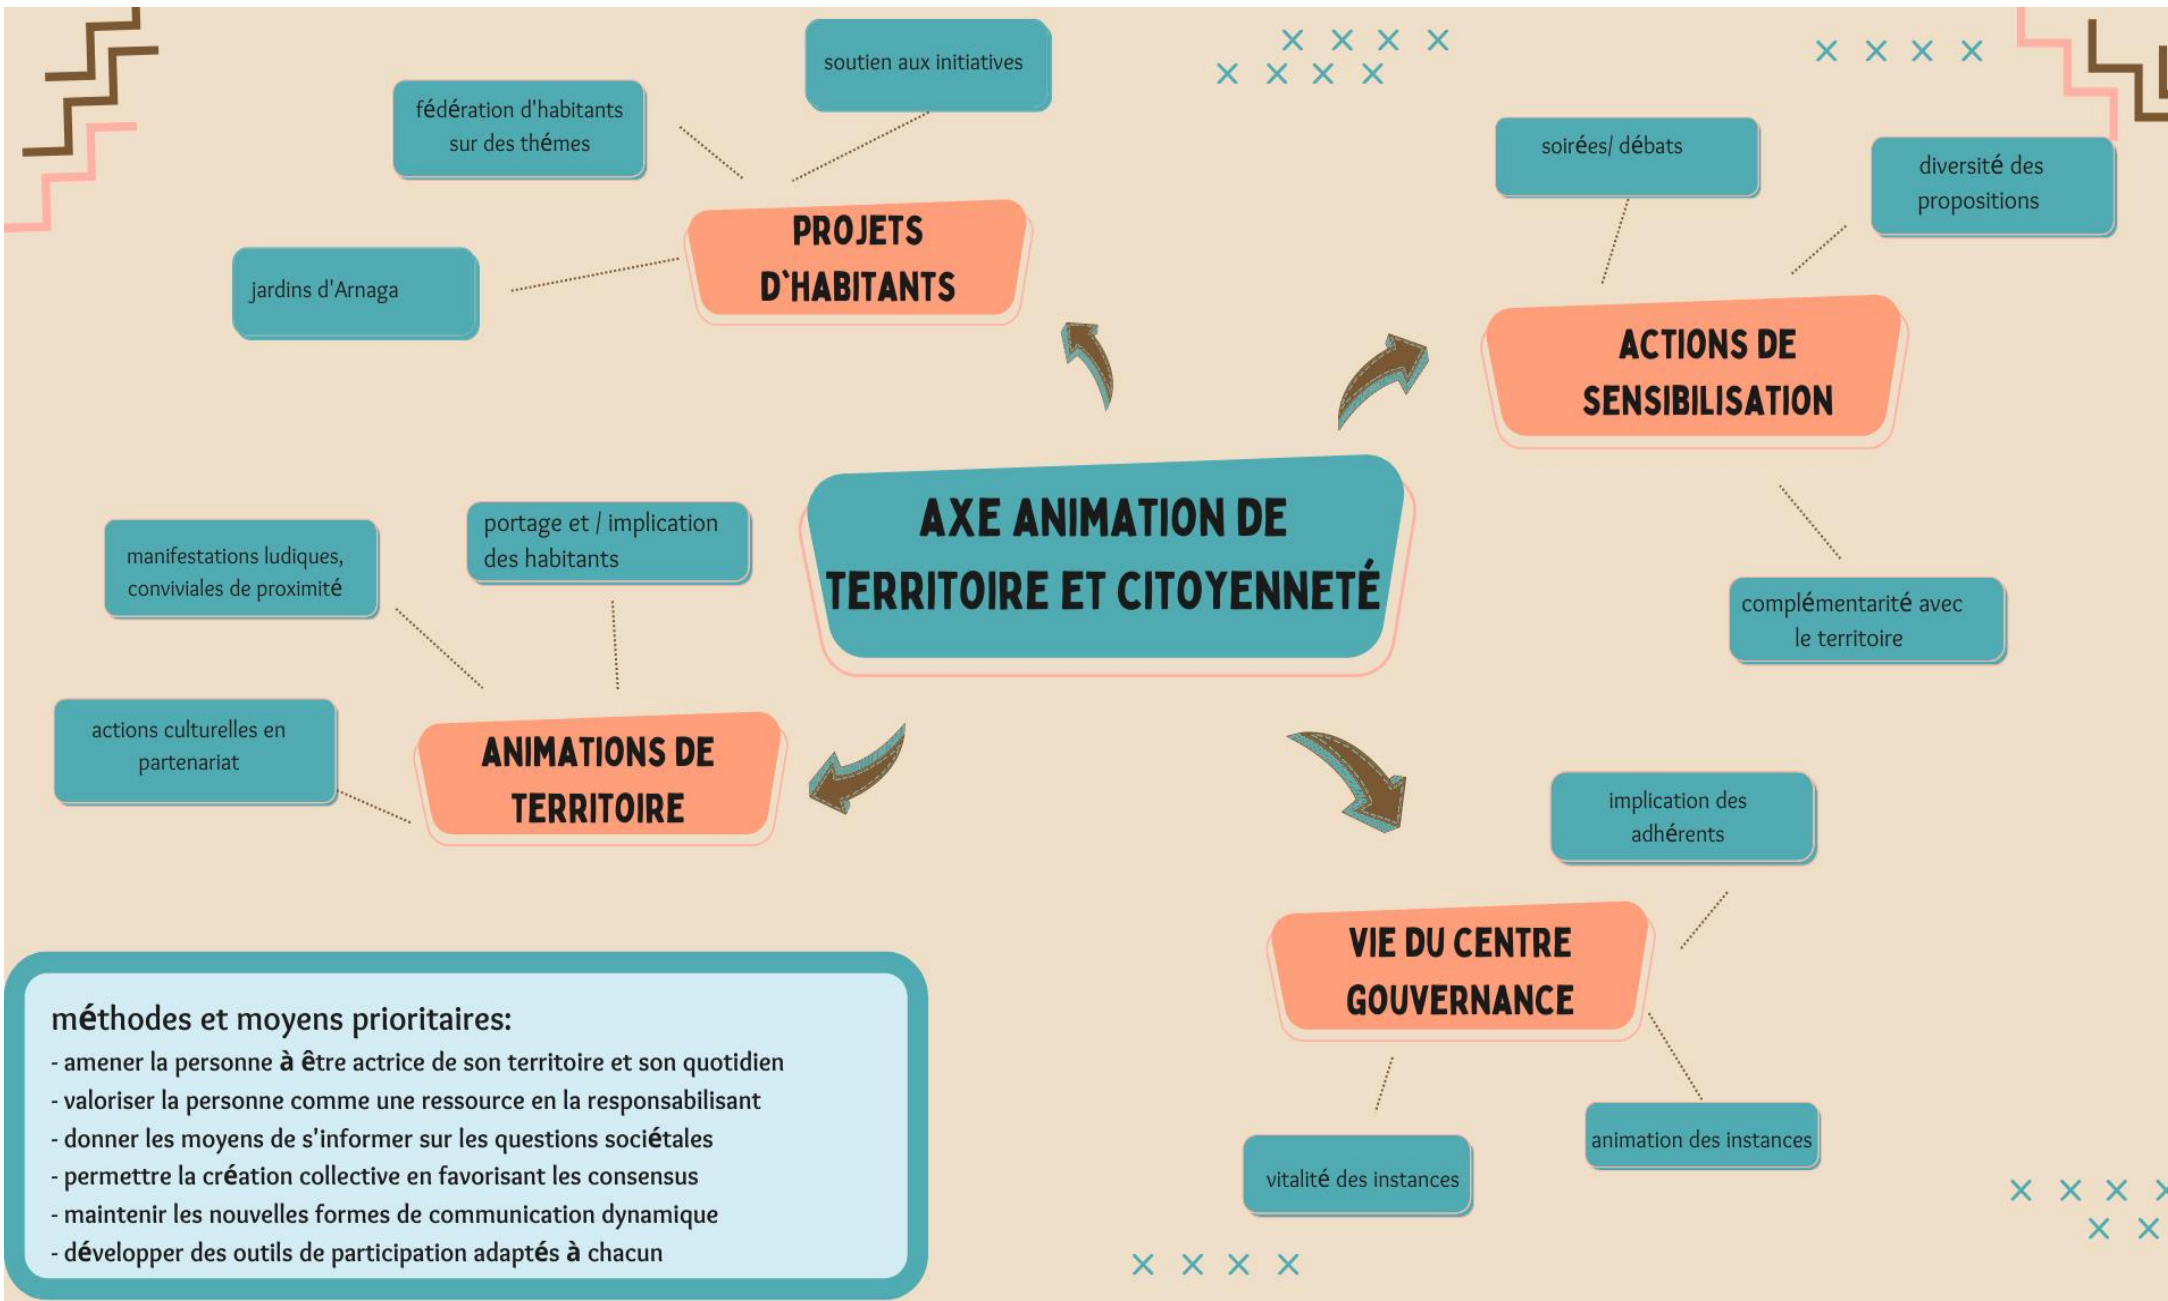 soutien aux initiatives
fédération d'habitants
sur des thémes
jardins d'Arnaga
PROJETS
D`HABITANTS
soirées/ débats
diversité des
propositions
ACTIONS DE
SENSIBILISATION
complémentarité avec
le territoire
AXE ANIMATION DE
TERRITOIRE ET CITOYENNETÉ
manifestations ludiques,
conviviales de proximité
portage et / implication
des habitants
actions culturelles en
partenariat
ANIMATIONS DE
TERRITOIRE
implication des
adhérents
VIE DU CENTRE
GOUVERNANCE
animation des instances
vitalité des instances
méthodes et moyens prioritaires:
- amener la personne à être actrice de son territoire et son quotidien
- valoriser la personne comme une ressource en la responsabilisant
- donner les moyens de s'informer sur les questions sociétales
- permettre la création collective en favorisant les consensus
- maintenir les nouvelles formes de communication dynamique
- développer des outils de participation adaptés à chacun